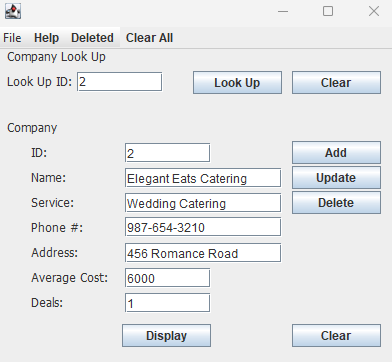 File Help Deleted Clear All
Company Look Up
Look Up ID: 2 Look Up Clear
Company
ID: 2 Add
Name: Elegant Eats Catering Update
Service: Wedding Catering Delete
Phone #: 987-654-3210
Address: 456 Romance Road
Average Cost: 6000
Deals: 1
Display Clear